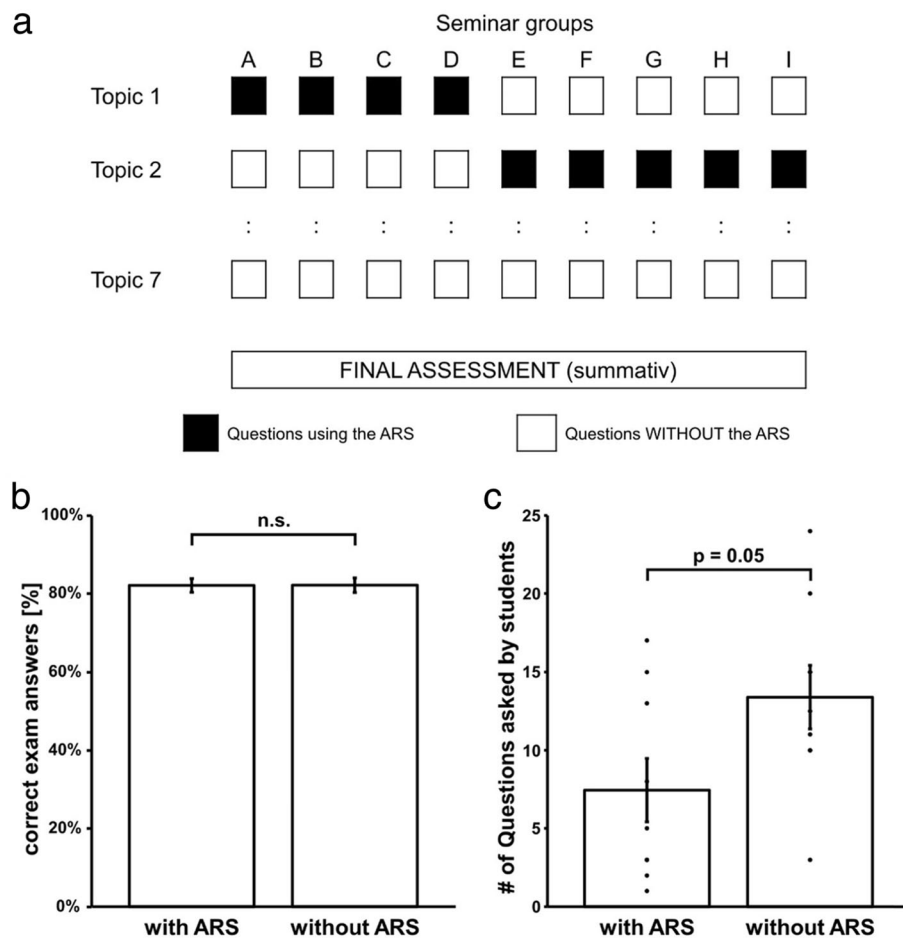 a
Seminar groups
A B C D E F G H I
Topic 1
Topic 2
: : : : : : : : :
Topic 7
FINAL ASSESSMENT (summativ)
Questions using the ARS
Questions WITHOUT the ARS
b
correct exam answers [%]
100%
80%
60%
40%
20%
0%
n.s.
with ARS
without ARS
c
# of Questions asked by students
25
20
15
10
5
0
p = 0.05
with ARS
without ARS